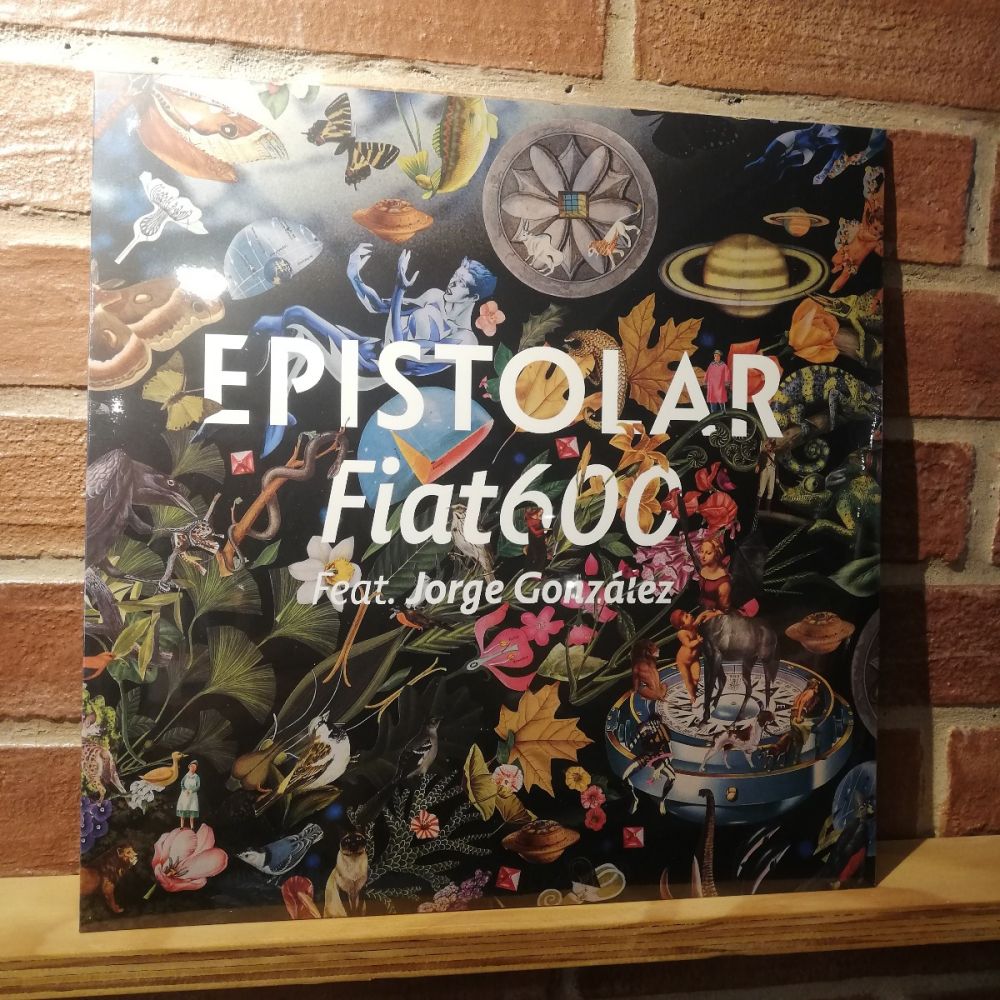 EPISTOLAR
Fiat600
Feat. Jorge González